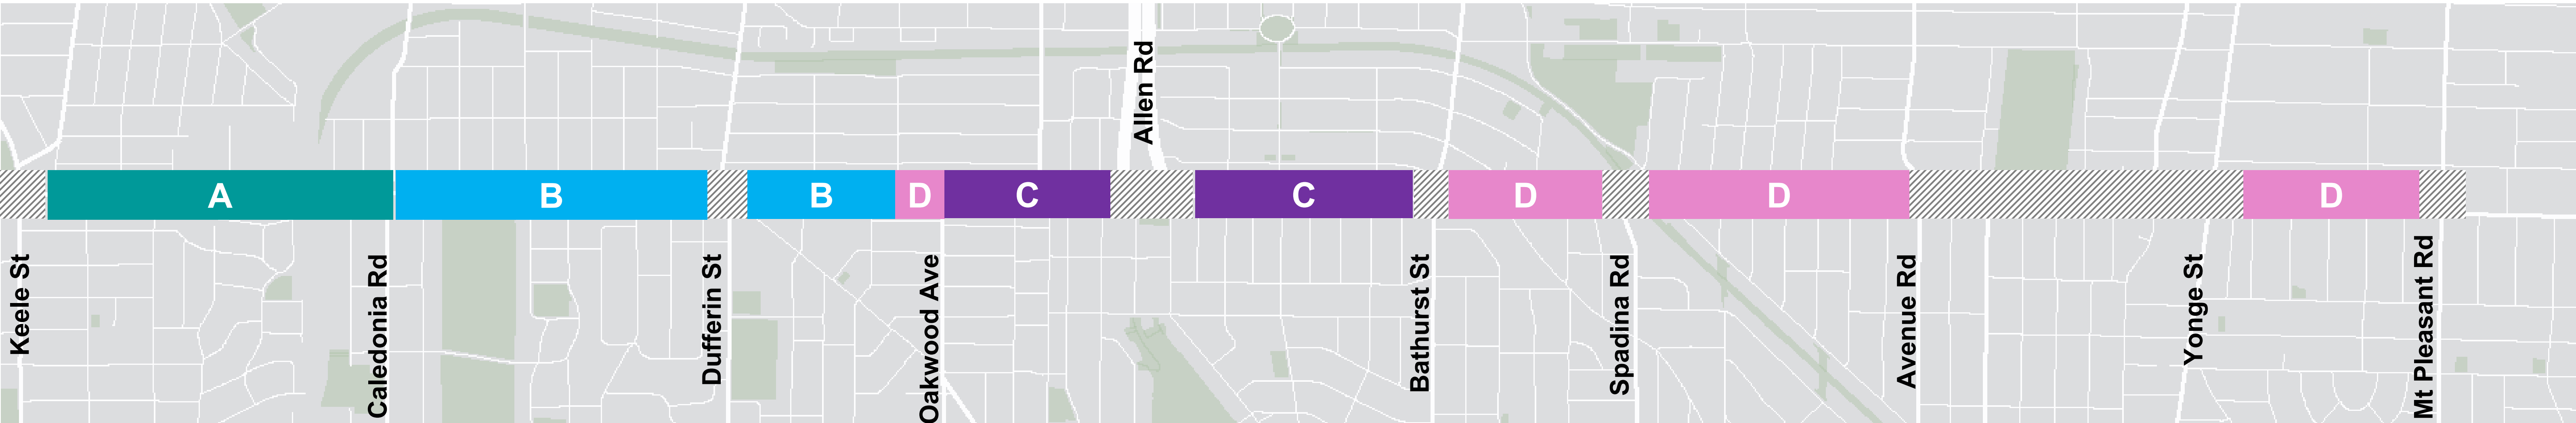 Allen Rd
A
B
B
D
C
C
D
D
D
Keele St
Caledonia Rd
Dufferin St
Oakwood Ave
Bathurst St
Spadina Rd
Avenue Rd
Yonge St
Mt Pleasant Rd